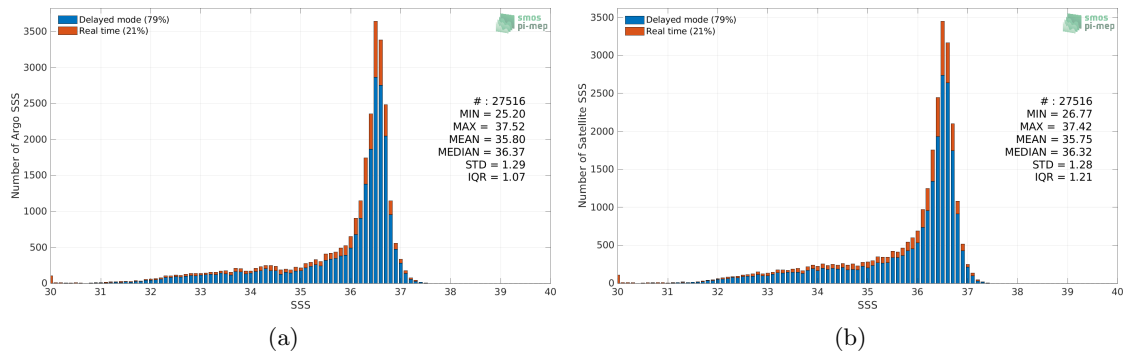 Delayed mode (79%)
Real time (21%)
smos
pi-mep
3500
3000
2500
2000
1500
1000
500
0
Number of Argo SSS
# : 27516
MIN = 25.20
MAX = 37.52
MEAN = 35.80
MEDIAN = 36.37
STD = 1.29
IQR = 1.07
30 31 32 33 34 35 36 37 38 39 40
SSS
(a)
Delayed mode (79%)
Real time (21%)
smos
pi-mep
3500
3000
2500
2000
1500
1000
500
0
Number of Satellite SSS
# : 27516
MIN = 26.77
MAX = 37.42
MEAN = 35.75
MEDIAN = 36.32
STD = 1.28
IQR = 1.21
30 31 32 33 34 35 36 37 38 39 40
SSS
(b)